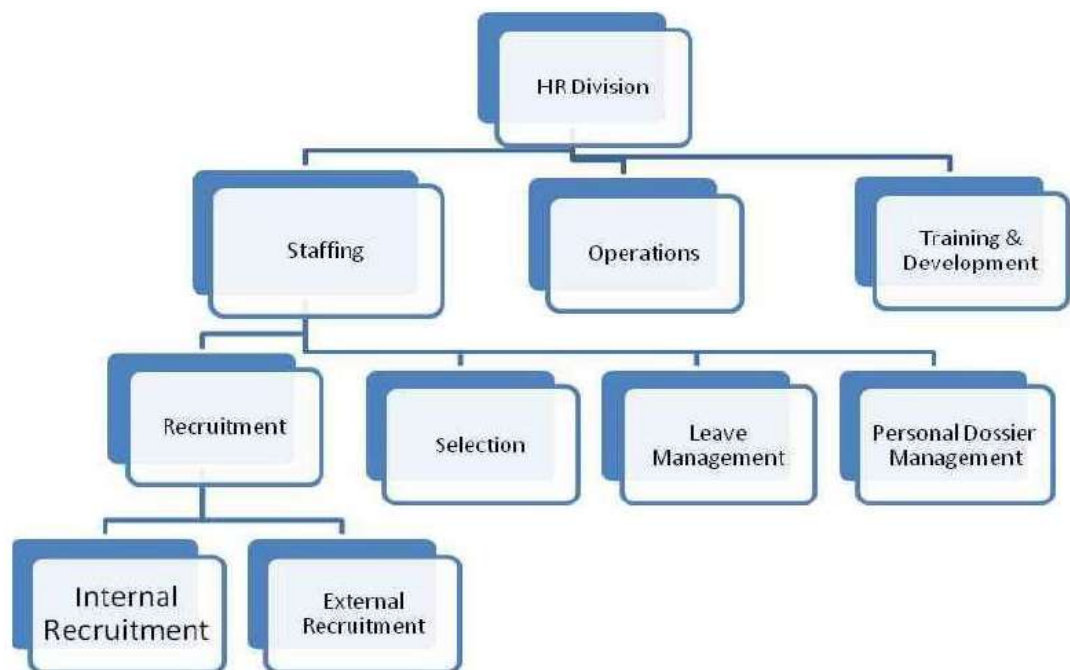 HR Division
Staffing
Operations
Training &
Development
Recruitment
Selection
Leave
Management
Personal Dossier
Management
Internal
Recruitment
External
Recruitment